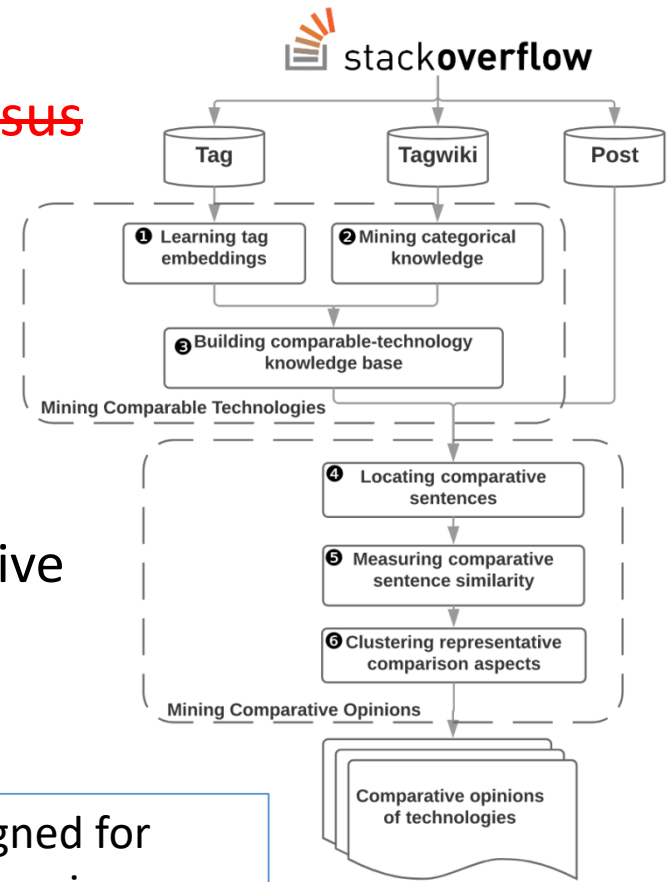 stackoverflow
sus
Tag
Tagwiki
Post
❶ Learning tag
embeddings
❷ Mining categorical
knowledge
❸ Building comparable-technology
knowledge base
Mining Comparable Technologies
❹ Locating comparative
sentences
ive
❺ Measuring comparative
sentence similarity
❻ Clustering representative
comparison aspects
Mining Comparative Opinions
Comparative opinions
of technologies
gned for